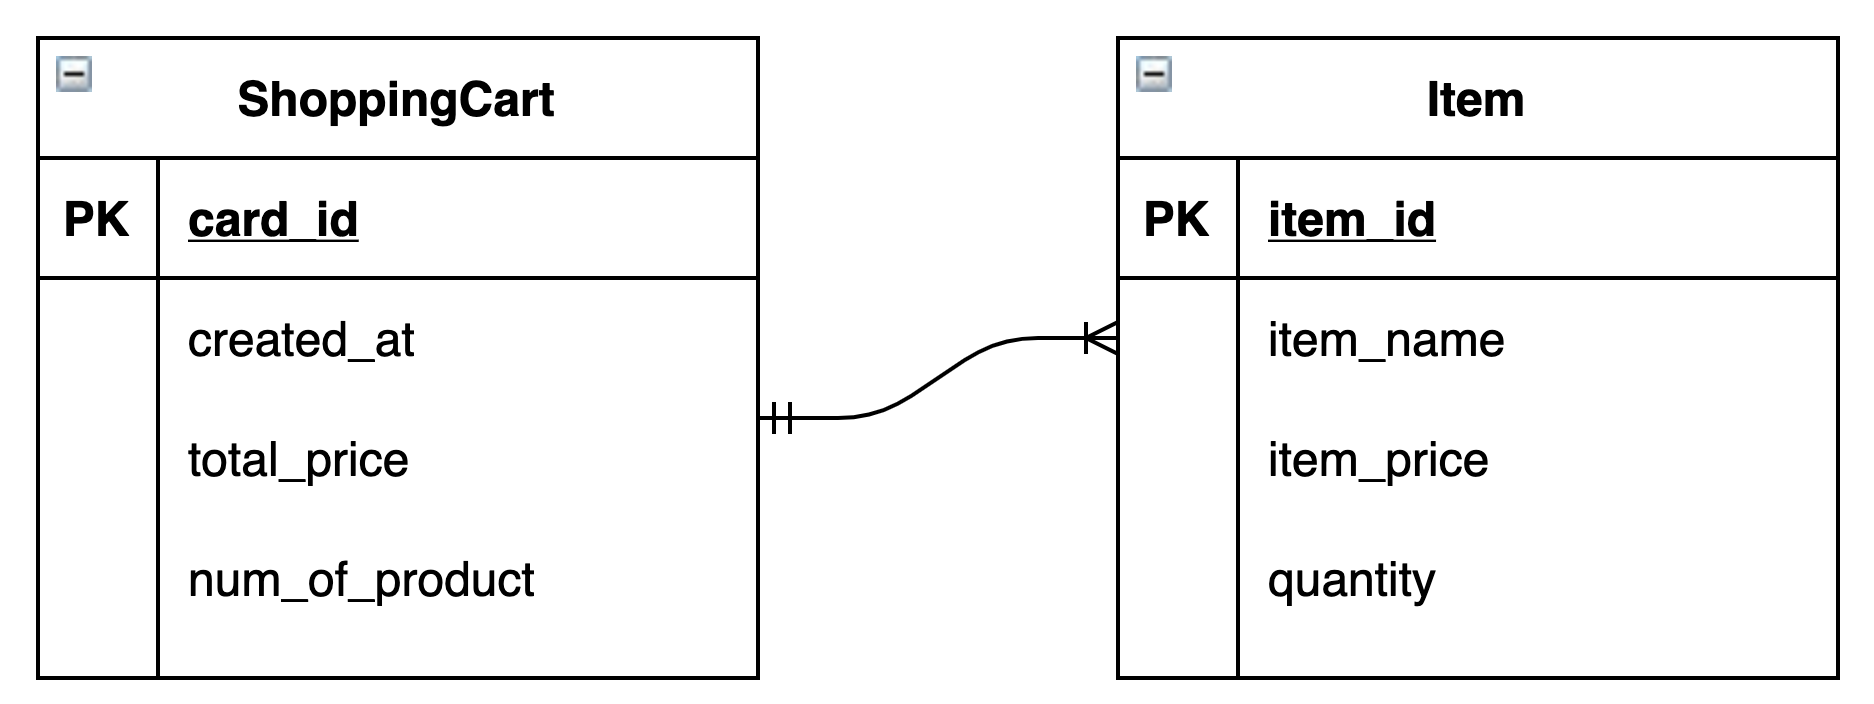 ShoppingCart
PK card_id
created_at
total_price
num_of_product
Item
PK item_id
item_name
item_price
quantity